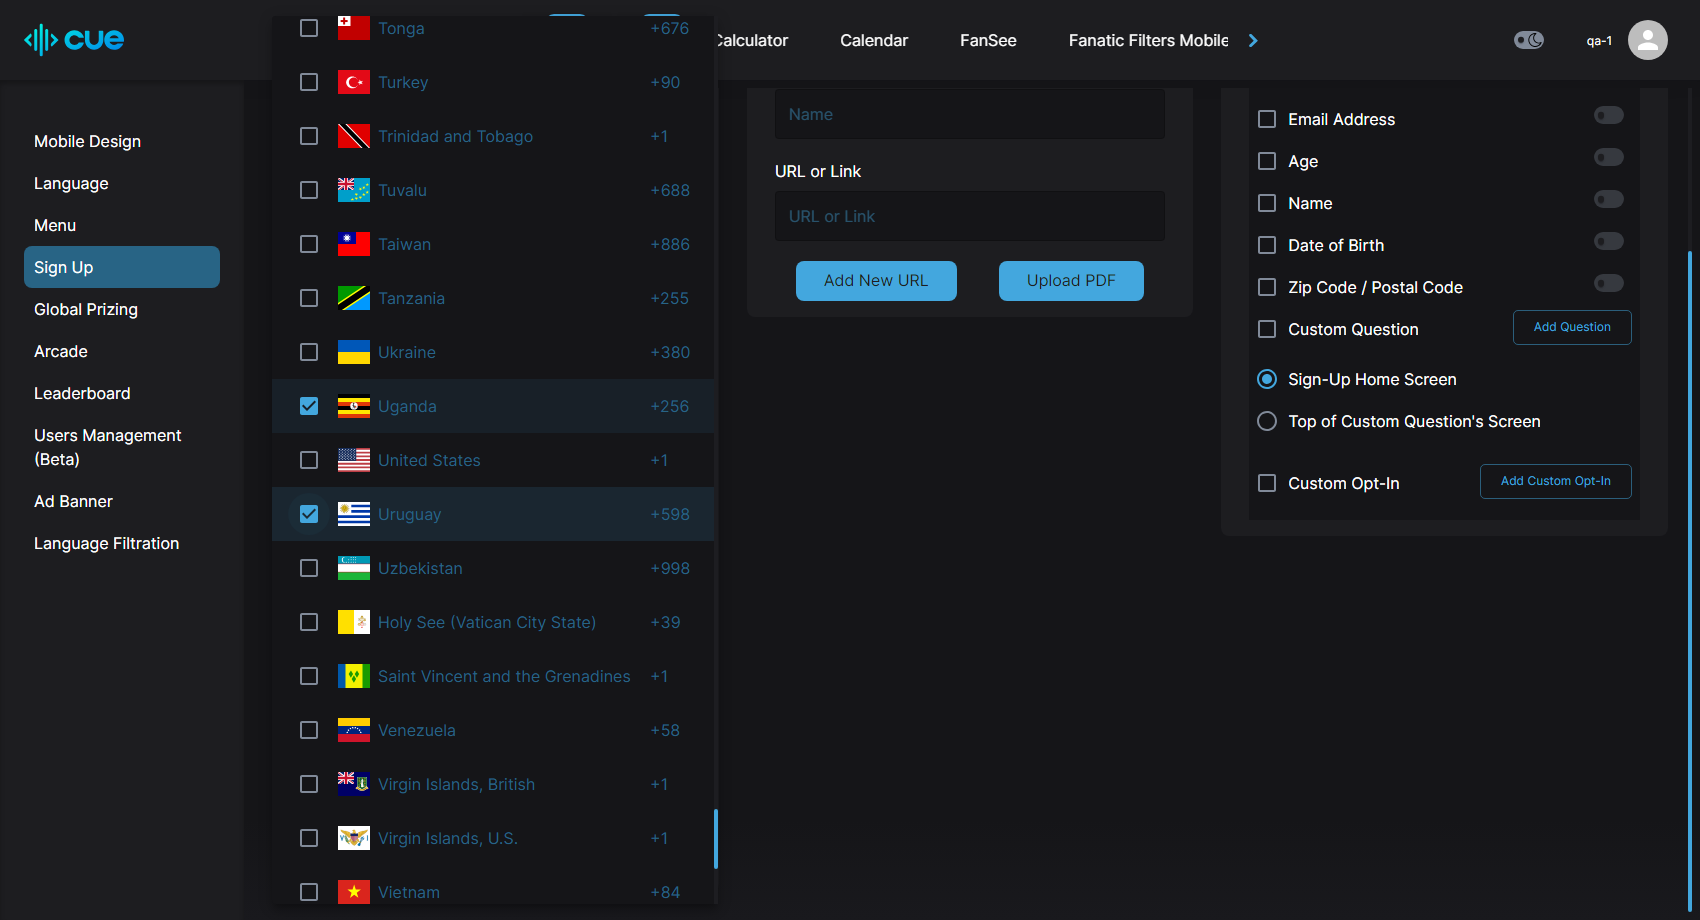 cue
Calculator
Calendar
FanSee
Fanatic Filters Mobile
qa-1
Mobile Design
Language
Menu
Sign Up
Global Prizing
Arcade
Leaderboard
Users Management
(Beta)
Ad Banner
Language Filtration
Tonga +676
Turkey +90
Trinidad and Tobago +1
Tuvalu +688
Taiwan +886
Tanzania +255
Ukraine +380
Uganda +256
United States +1
Uruguay +598
Uzbekistan +998
Holy See (Vatican City State) +39
Saint Vincent and the Grenadines +1
Venezuela +58
Virgin Islands, British +1
Virgin Islands, U.S. +1
Vietnam +84
Name
URL or Link
URL or Link
Add New URL
Upload PDF
Email Address
Age
Name
Date of Birth
Zip Code / Postal Code
Custom Question
Add Question
Sign-Up Home Screen
Top of Custom Question's Screen
Custom Opt-In
Add Custom Opt-In